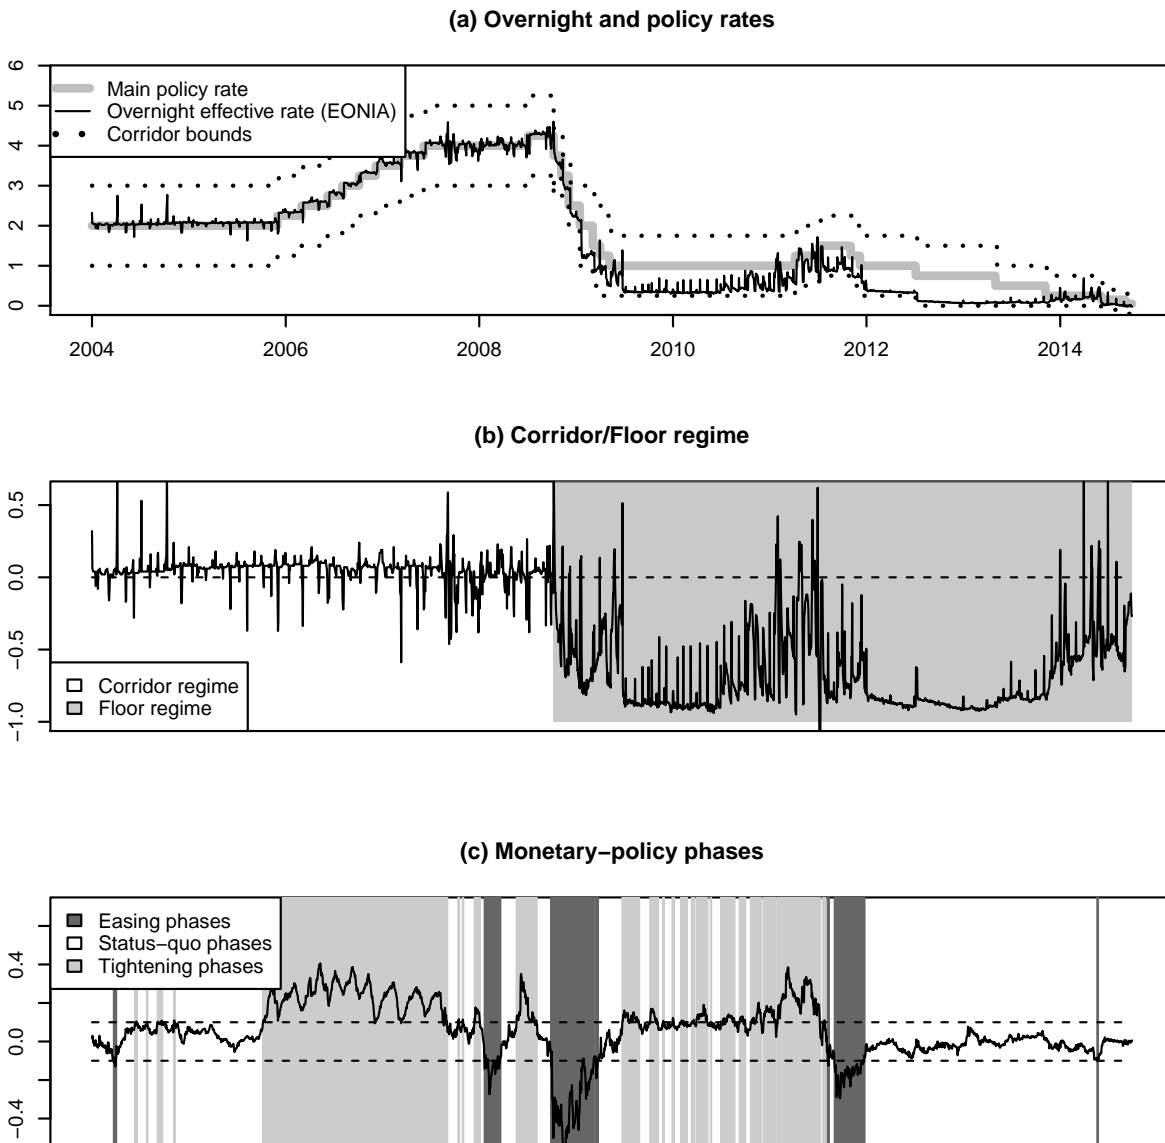 (a) Overnight and policy rates
6
5
4
3
2
1
0
Main policy rate
Overnight effective rate (EONIA)
Corridor bounds
2004 2006 2008 2010 2012 2014
(b) Corridor/Floor regime
0.5
0.0
−0.5
−1.0
Corridor regime
Floor regime
(c) Monetary−policy phases
0.4
0.0
−0.4
Easing phases
Status−quo phases
Tightening phases